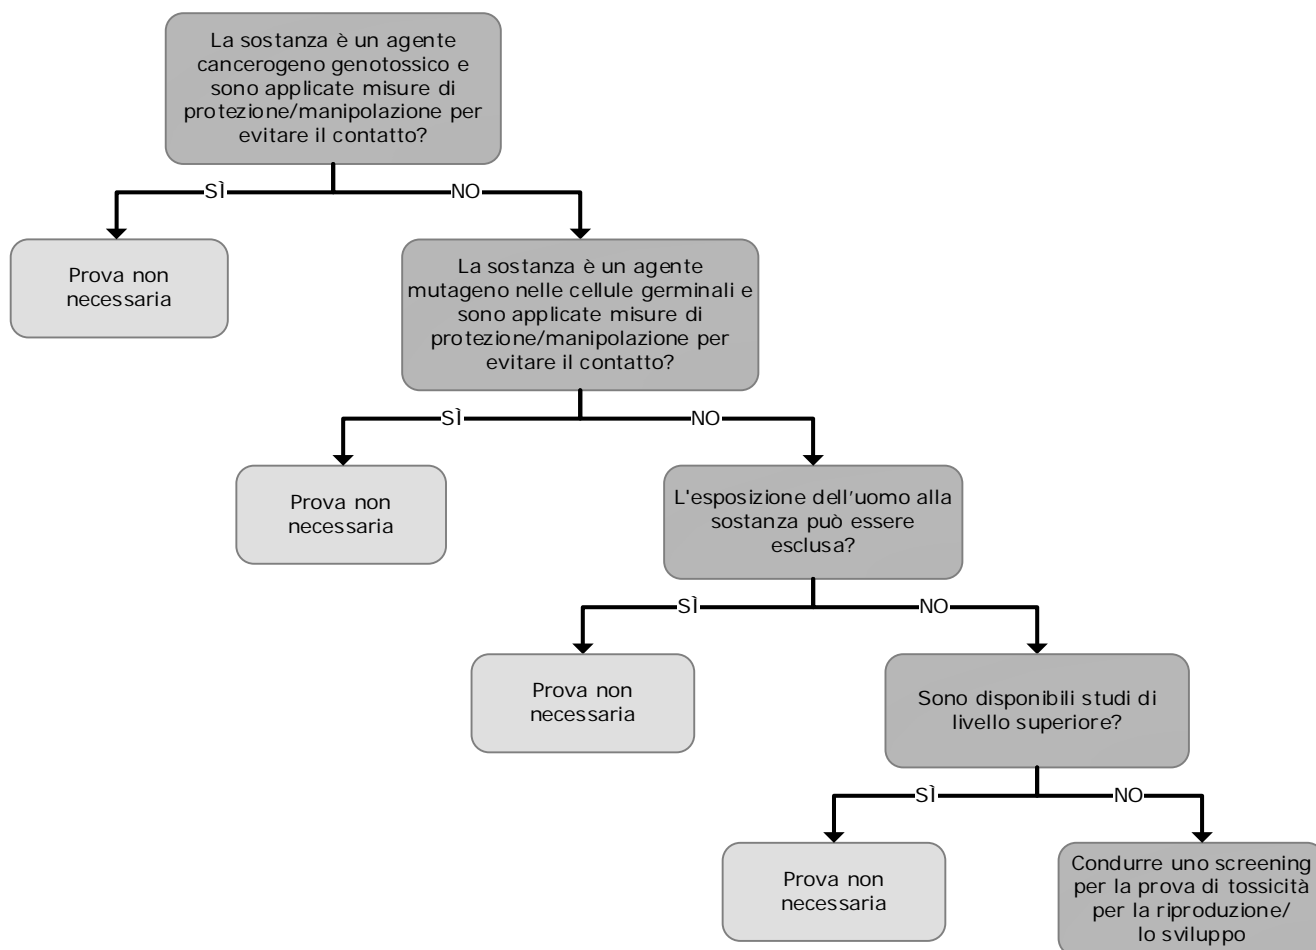 La sostanza è un agente
cancerogeno genotossico e
sono applicate misure di
protezione/manipolazione per
evitare il contatto?
SÌ
NO
Prova non
necessaria
La sostanza è un agente
mutageno nelle cellule germinali e
sono applicate misure di
protezione/manipolazione per
evitare il contatto?
SÌ
NO
Prova non
necessaria
L'esposizione dell’uomo alla
sostanza può essere
esclusa?
SÌ
NO
Prova non
necessaria
Sono disponibili studi di
livello superiore?
SÌ
NO
Prova non
necessaria
Condurre uno screening
per la prova di tossicità
per la riproduzione/
lo sviluppo